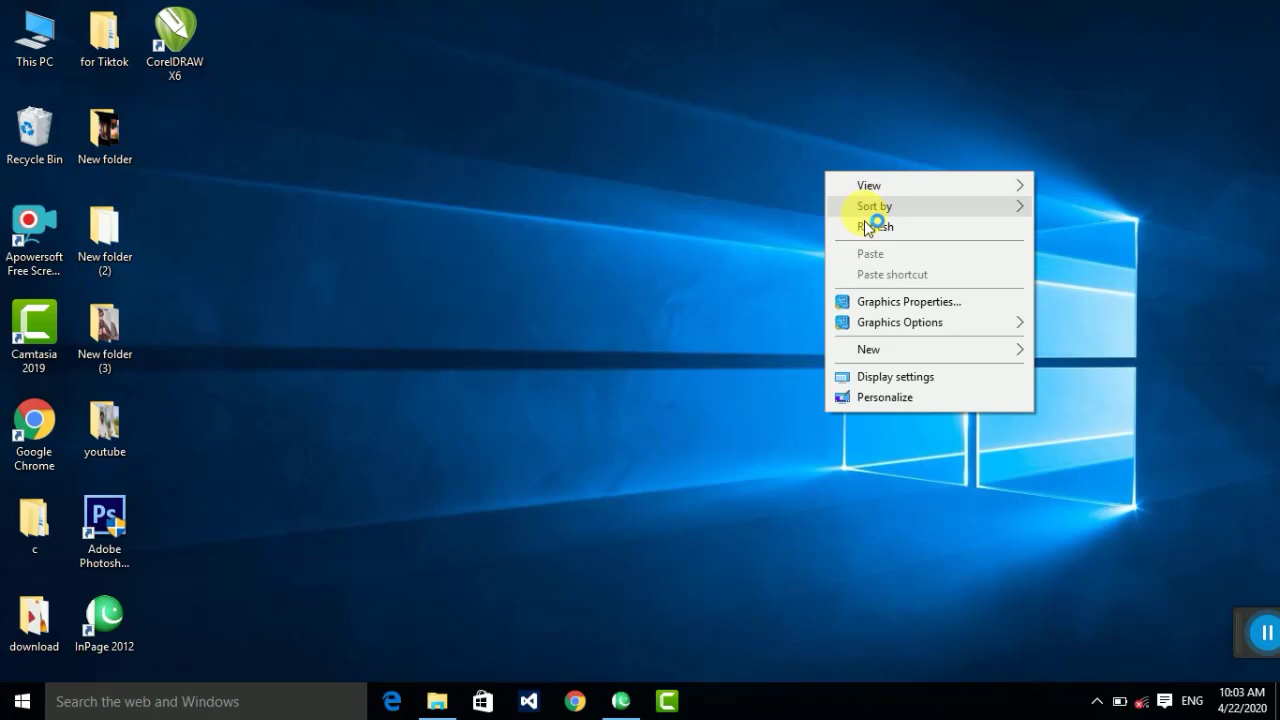 This PC
for Tiktok
CorelDRAW
X6
Recycle Bin
New folder
Apowersoft
Free Scre...
New folder
(2)
Camtasia
2019
New folder
(3)
Google
Chrome
youtube
c
Ps
Adobe
Photosh...
download
InPage 2012
View
Sort by
Refresh
Paste
Paste shortcut
Graphics Properties...
Graphics Options
New
Display settings
Personalize
Search the web and Windows
ENG
10:03 AM
4/22/2020